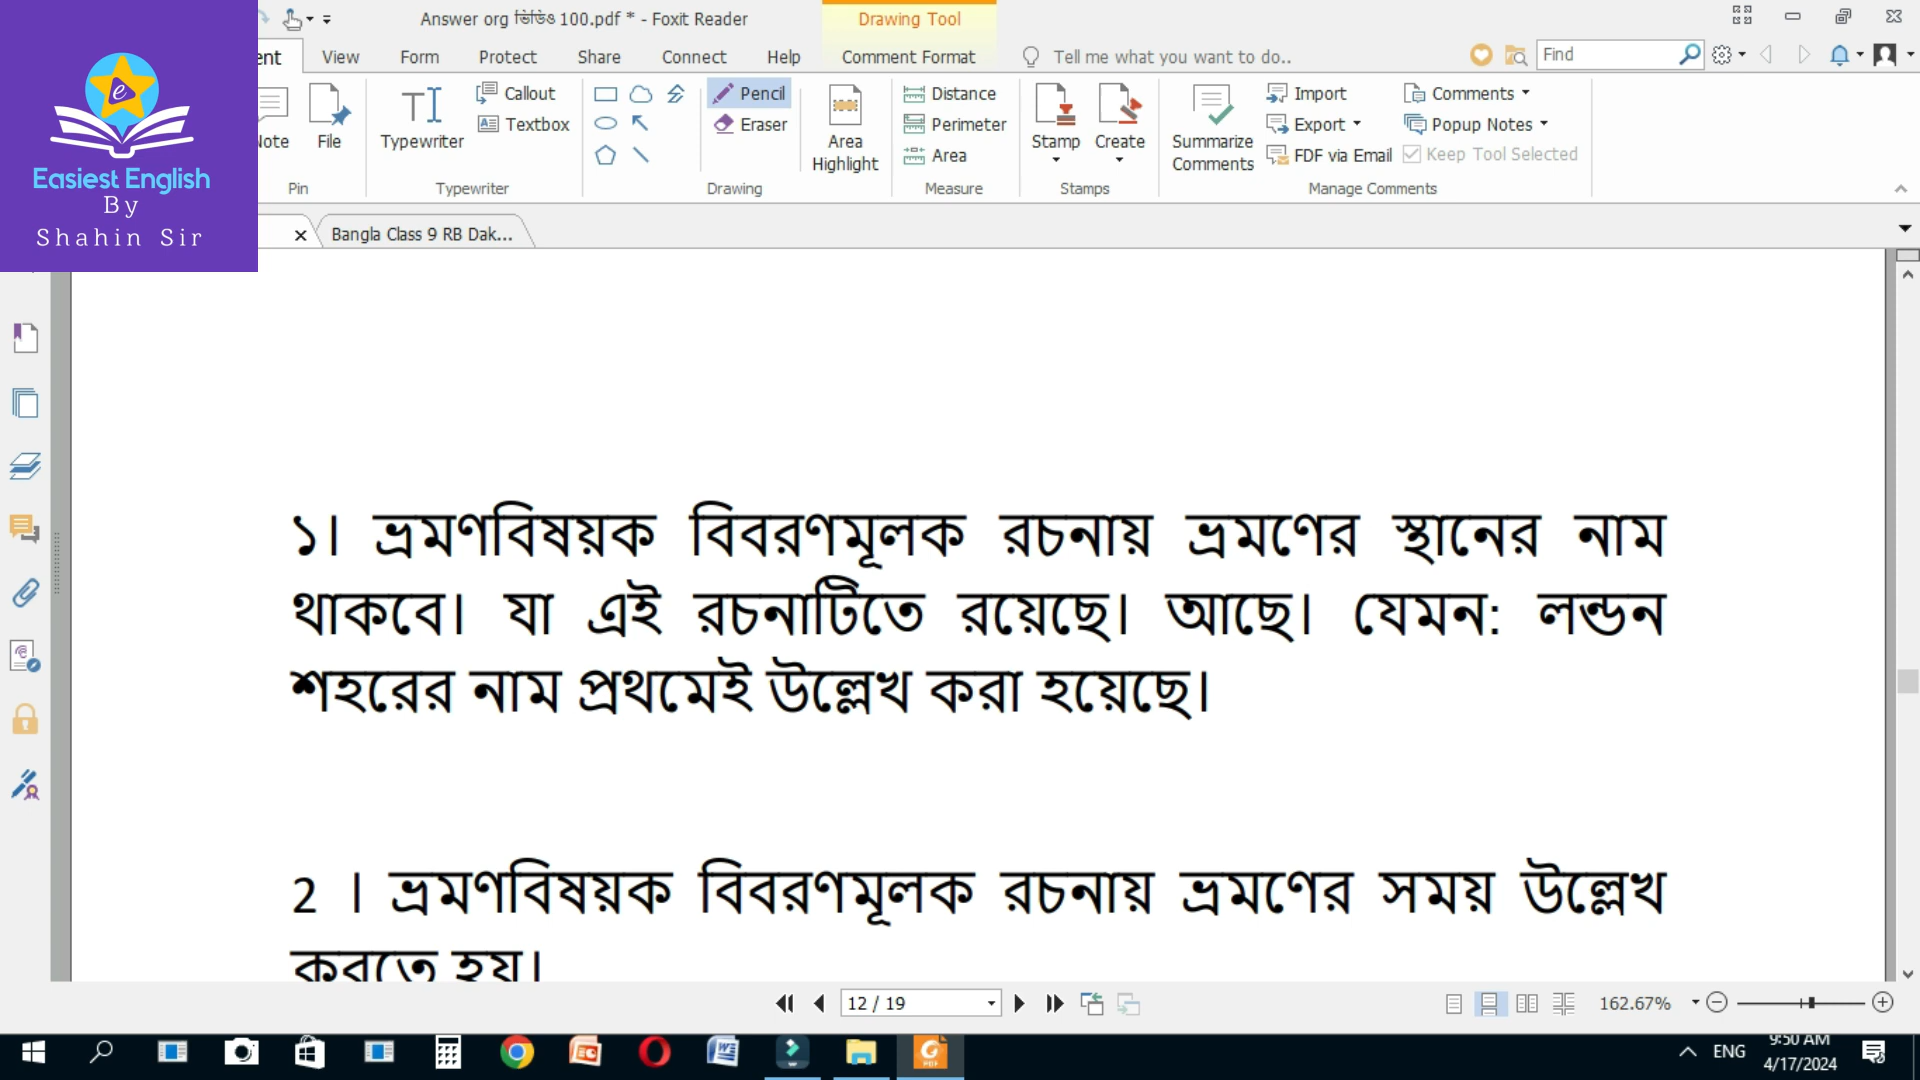 Answer org ভিডিও 100.pdf * - Foxit Reader
Drawing Tool
View Form Protect Share Connect Help Comment Format Tell me what you want to do.. Find
Easiest English
By
Shahin Sir
Note File
Typewriter
Callout
Textbox
Pencil
Eraser
Area
Highlight
Distance
Perimeter
Area
Stamp
Create
Summarize
Comments
Import
Export
FDF via Email
Comments
Popup Notes
Keep Tool Selected
Pin Typewriter Drawing Measure Stamps Manage Comments
Bangla Class 9 RB Dak...
১। ভ্রমণবিষয়ক বিবরণমূলক রচনায় ভ্রমণের স্থানের নাম
থাকবে। যা এই রচনাটিতে রয়েছে। আছে। যেমন: লন্ডন
শহরের নাম প্রথমেই উল্লেখ করা হয়েছে।
2 । ভ্রমণবিষয়ক বিবরণমূলক রচনায় ভ্রমণের সময় উল্লেখ
করতে হয়।
12 / 19
162.67%
ENG
9:50 AM
4/17/2024